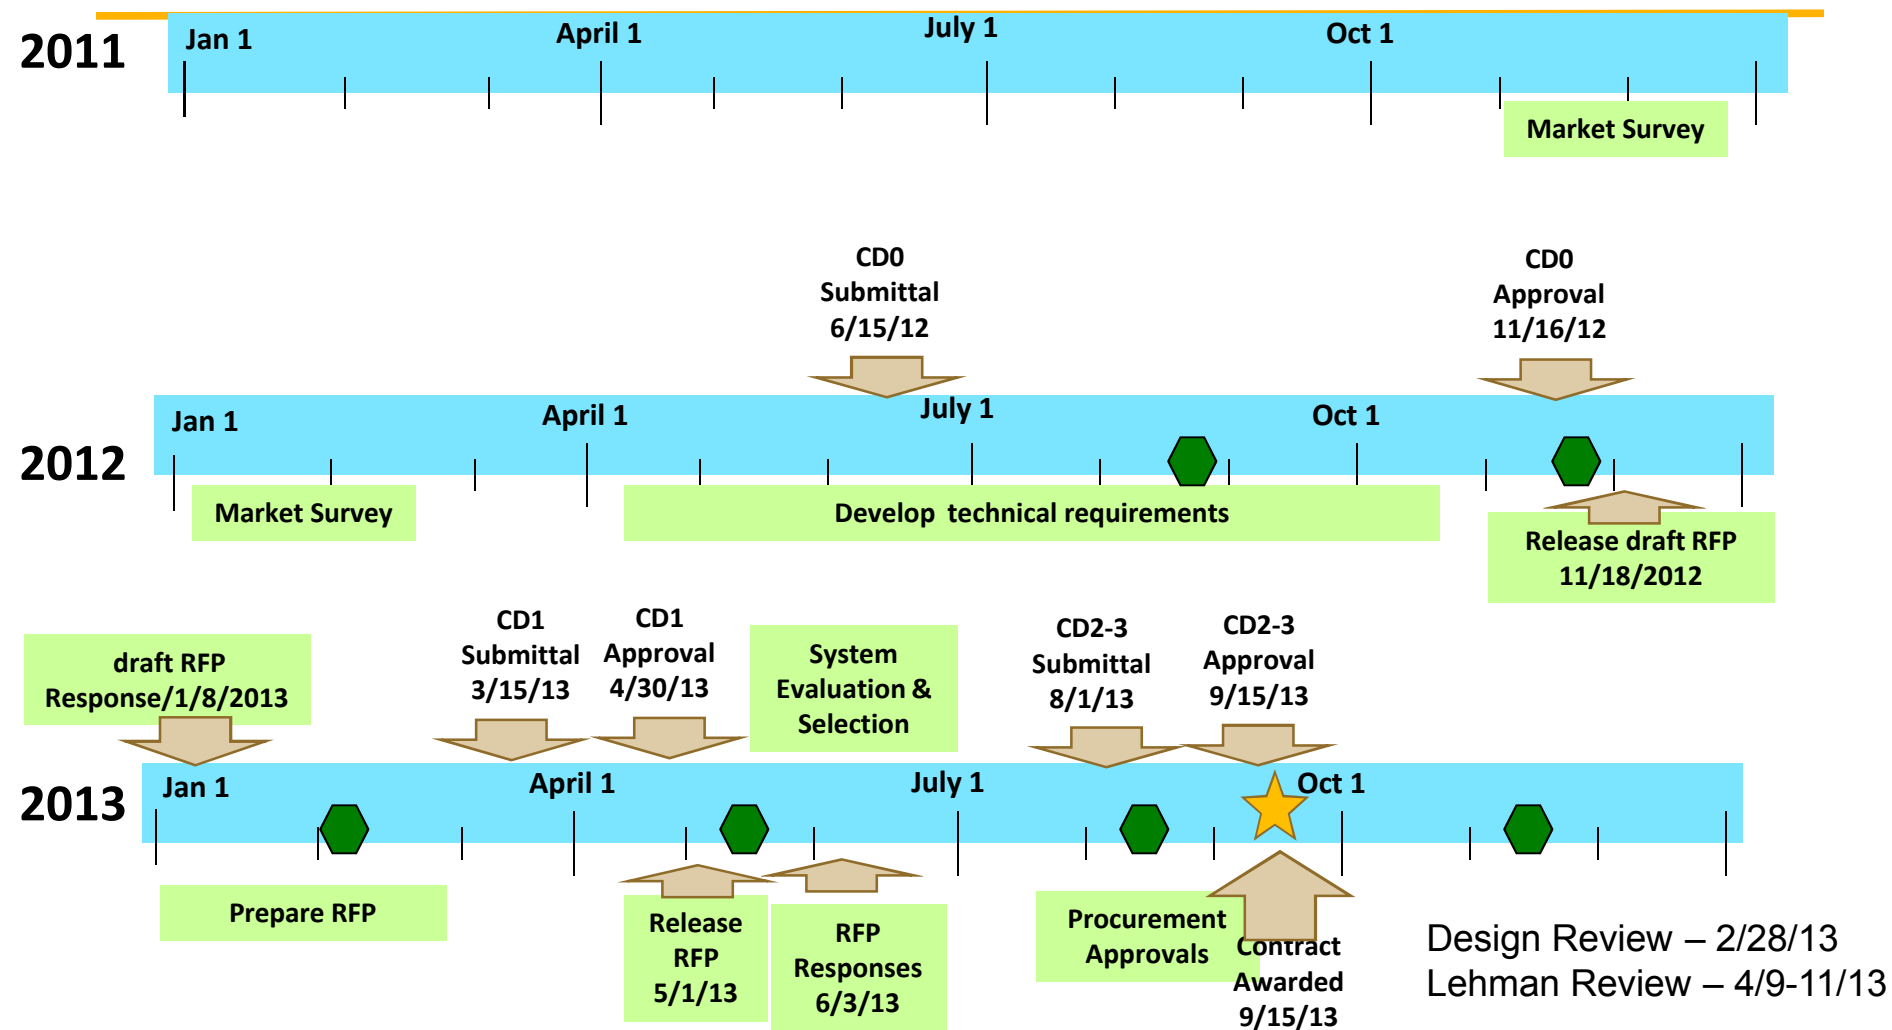 2011
Jan 1
April 1
July 1
Oct 1
Market Survey
CD0
Submittal
6/15/12
CD0
Approval
11/16/12
2012
Jan 1
April 1
July 1
Oct 1
Market Survey
Develop  technical requirements
Release draft RFP
11/18/2012
draft RFP
Response/1/8/2013
CD1
Submittal
3/15/13
CD1
Approval
4/30/13
System
Evaluation &
Selection
CD2-3
Submittal
8/1/13
CD2-3
Approval
9/15/13
2013
Jan 1
April 1
July 1
Oct 1
Prepare RFP
Release
RFP
5/1/13
RFP
Responses
6/3/13
Procurement
Approvals
Contract
Awarded
9/15/13
Design Review – 2/28/13
Lehman Review – 4/9-11/13